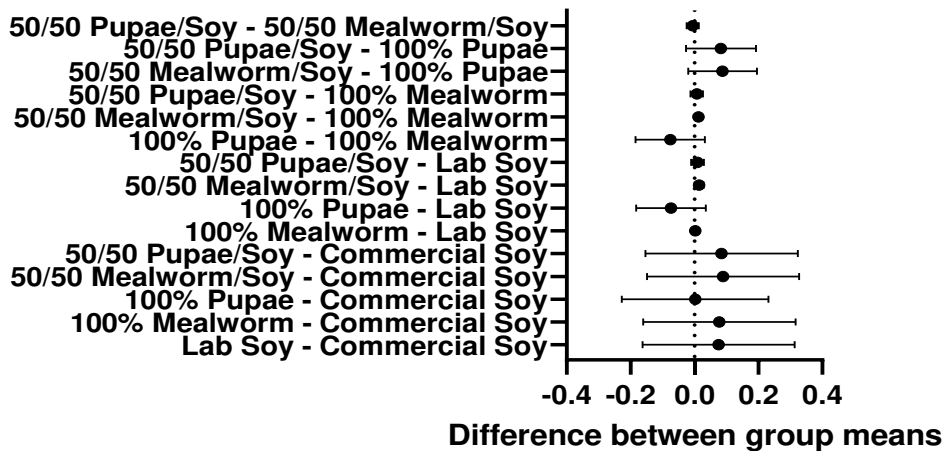 50/50 Pupae/Soy - 50/50 Mealworm/Soy
50/50 Pupae/Soy - 100% Pupae
50/50 Mealworm/Soy - 100% Pupae
50/50 Pupae/Soy - 100% Mealworm
50/50 Mealworm/Soy - 100% Mealworm
100% Pupae - 100% Mealworm
50/50 Pupae/Soy - Lab Soy
50/50 Mealworm/Soy - Lab Soy
100% Pupae - Lab Soy
100% Mealworm - Lab Soy
50/50 Pupae/Soy - Commercial Soy
50/50 Mealworm/Soy - Commercial Soy
100% Pupae - Commercial Soy
100% Mealworm - Commercial Soy
Lab Soy - Commercial Soy
-0.4 -0.2 0.0 0.2 0.4
Difference between group means